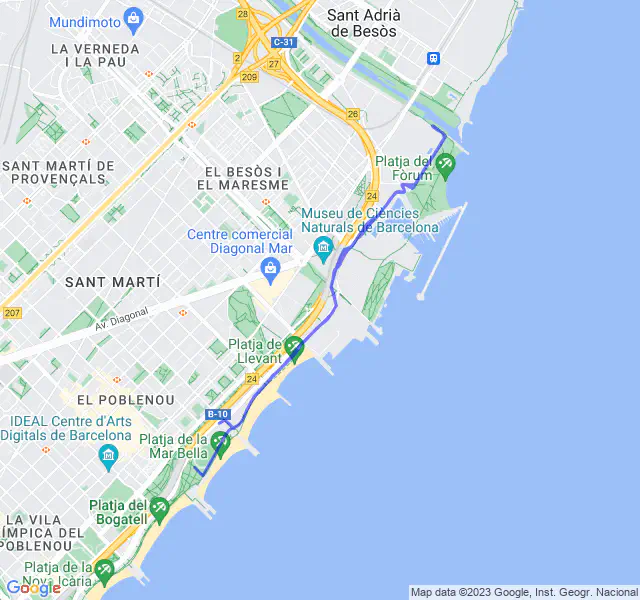 Mundimoto
Sant Adrià
de Besòs
C-31
LA VERNEDA
I LA PAU
2
27
209
26
SANT MARTÍ DE
PROVENÇALS
EL BESÒS I
EL MARESME
Platja del
Fòrum
24
Museu de Ciències
Naturals de Barcelona
Centre comercial
Diagonal Mar
SANT MARTÍ
207
Av. Diagonal
Platja de
Llevant
24
EL POBLENOU
B-10
IDEAL Centre d'Arts
Digitals de Barcelona
Platja de la
Mar Bella
Platja del
Bogatell
LA VILA
ÍMPICA DEL
POBLENOU
Platja de la
Nova Icària
Google
Map data ©2023 Google, Inst. Geogr. Nacional